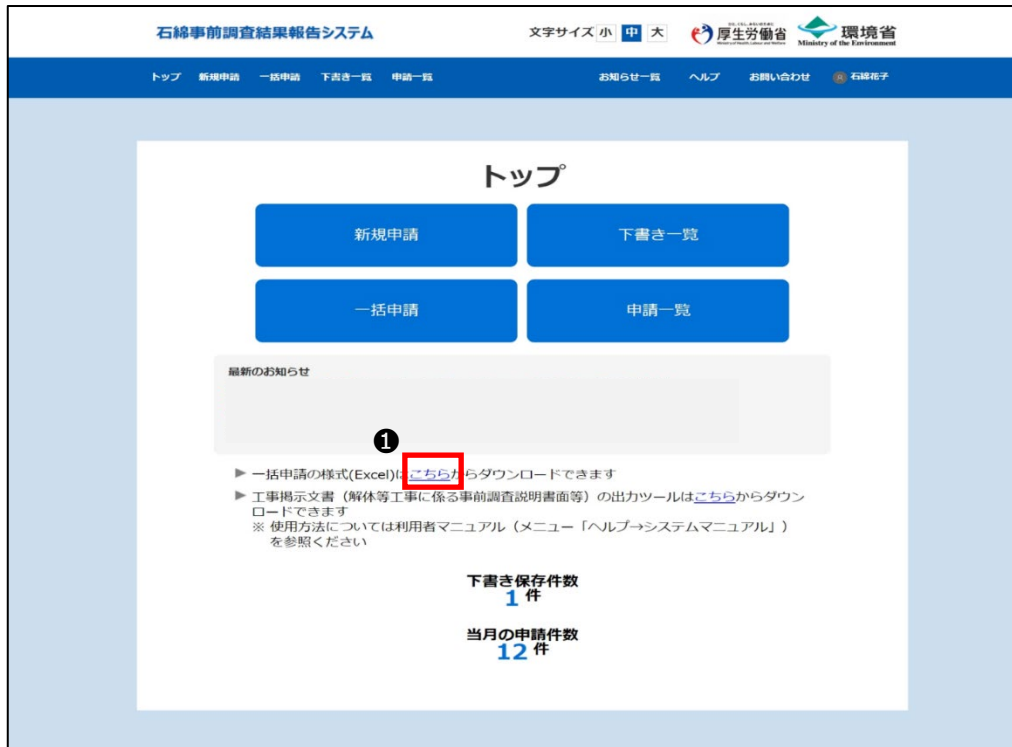 石綿事前調査結果報告システム
文字サイズ 小 中 大
厚生労働省
環境省
Ministry of the Environment
トップ 新規申請 一括申請 下書き一覧 申請一覧 お知らせ一覧 ヘルプ お問い合わせ 石綿花子
トップ
新規申請 下書き一覧
一括申請 申請一覧
最新のお知らせ
❶
▶ 一括申請の様式(Excel)はこちらからダウンロードできます
▶ 工事掲示文書（解体等工事に係る事前調査説明書面等）の出力ツールはこちらからダウン
ロードできます
※ 使用方法については利用者マニュアル（メニュー「ヘルプ→システムマニュアル」）
を参照ください
下書き保存件数
1 件
当月の申請件数
12 件